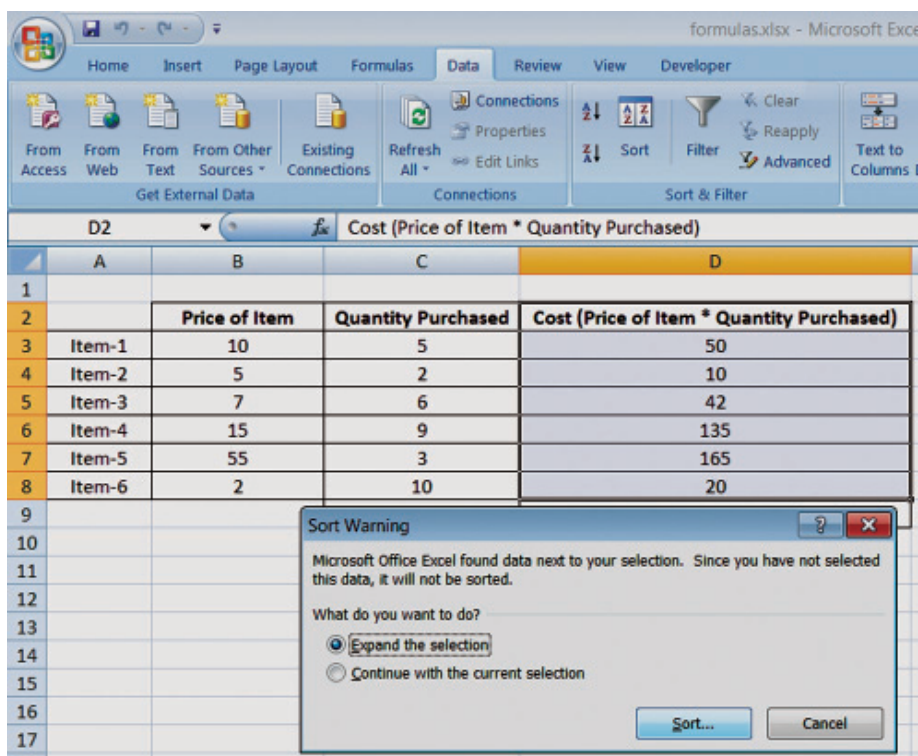 formulas.xlsx - Microsoft Exce
Home Insert Page Layout Formulas Data Review View Developer
From Access
From Web
From Text
From Other Sources
Existing Connections
Get External Data
Refresh All
Connections
Properties
Edit Links
Connections
A Z
Z A
A Z Z A
Sort
Filter
Clear
Reapply
Advanced
Sort & Filter
Text to Columns
D2 fx Cost (Price of Item * Quantity Purchased)
A B C D
1
2 Price of Item Quantity Purchased Cost (Price of Item * Quantity Purchased)
3 Item-1 10 5 50
4 Item-2 5 2 10
5 Item-3 7 6 42
6 Item-4 15 9 135
7 Item-5 55 3 165
8 Item-6 2 10 20
9
10
11
12
13
14
15
16
17
Sort Warning
Microsoft Office Excel found data next to your selection. Since you have not selected
this data, it will not be sorted.
What do you want to do?
Expand the selection
Continue with the current selection
Sort... Cancel